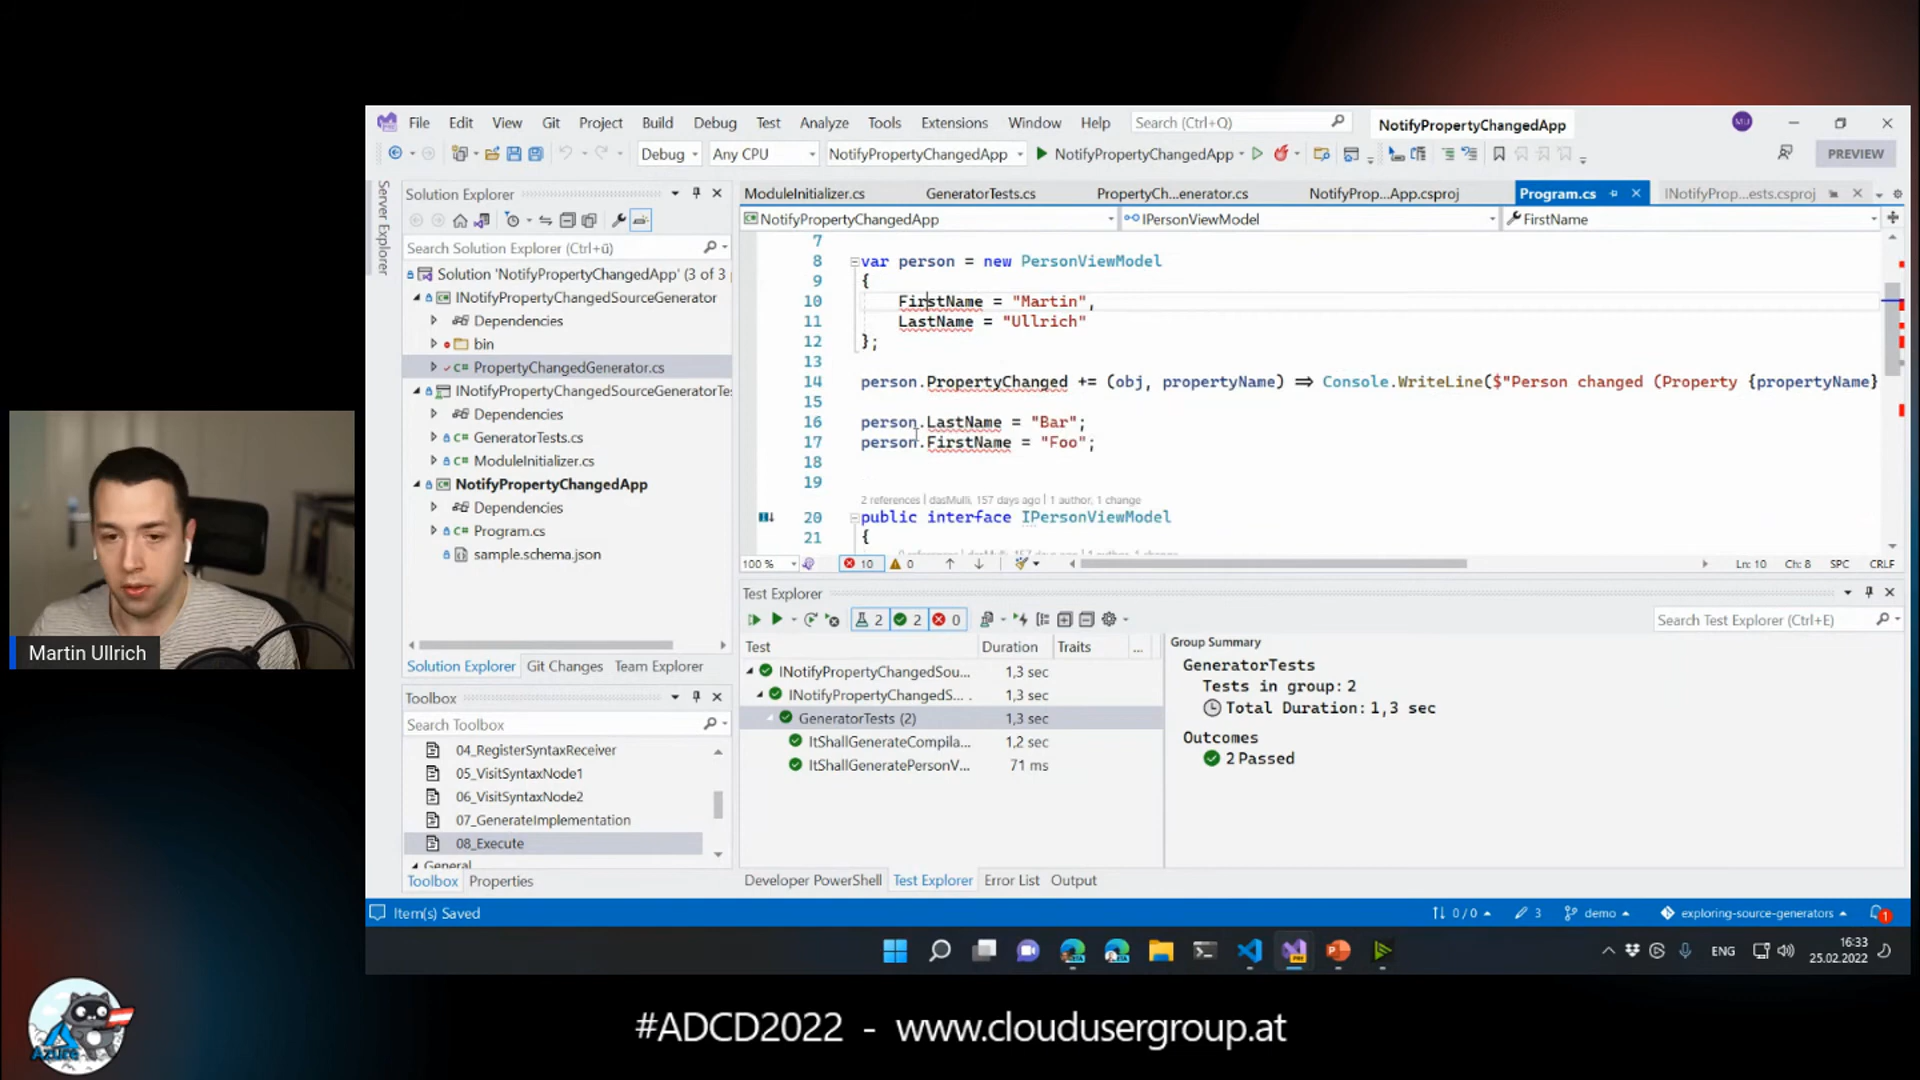 File Edit View Git Project Build Debug Test Analyze Tools Extensions Window Help Search (Ctrl+Q) NotifyPropertyChangedApp MU
Debug Any CPU NotifyPropertyChangedApp NotifyPropertyChangedApp PREVIEW
Server Explorer
Solution Explorer
Search Solution Explorer (Ctrl+ü)
Solution 'NotifyPropertyChangedApp' (3 of 3 p
INotifyPropertyChangedSourceGenerator
Dependencies
bin
C# PropertyChangedGenerator.cs
INotifyPropertyChangedSourceGeneratorTe
Dependencies
C# GeneratorTests.cs
C# ModuleInitializer.cs
NotifyPropertyChangedApp
Dependencies
C# Program.cs
sample.schema.json
Solution Explorer Git Changes Team Explorer
Toolbox
Search Toolbox
04_RegisterSyntaxReceiver
05_VisitSyntaxNode1
06_VisitSyntaxNode2
07_GenerateImplementation
08_Execute
General
Toolbox Properties
ModuleInitializer.cs GeneratorTests.cs PropertyCh...enerator.cs NotifyProp...App.csproj Program.cs INotifyProp...ests.csproj
NotifyPropertyChangedApp IPersonViewModel FirstName
7
8 var person = new PersonViewModel
9 {
10 FirstName = "Martin",
11 LastName = "Ullrich"
12 };
13
14 person.PropertyChanged += (obj, propertyName) => Console.WriteLine($"Person changed (Property {propertyName}
15
16 person.LastName = "Bar";
17 person.FirstName = "Foo";
18
19
2 references | dasMulli, 157 days ago | 1 author, 1 change
20 public interface IPersonViewModel
21 {
100 % 10 0 Ln: 10 Ch: 8 SPC CRLF
Test Explorer
2 2 0 Search Test Explorer (Ctrl+E)
Test Duration Traits ...
INotifyPropertyChangedSou... 1,3 sec
INotifyPropertyChangedS... 1,3 sec
GeneratorTests (2) 1,3 sec
ItShallGenerateCompila... 1,2 sec
ItShallGeneratePersonV... 71 ms
Group Summary
GeneratorTests
Tests in group: 2
Total Duration: 1,3 sec
Outcomes
2 Passed
Developer PowerShell Test Explorer Error List Output
Item(s) Saved 0 / 0 3 demo exploring-source-generators 1
ENG 16:33
25.02.2022
Martin Ullrich
Azure
#ADCD2022 - www.cloudusergroup.at